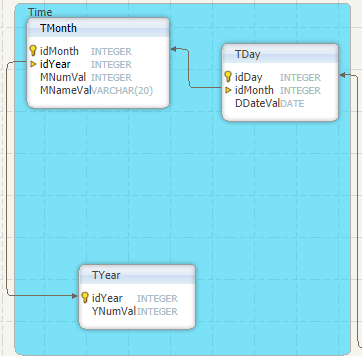 Time
TMonth
idMonth INTEGER
idYear INTEGER
MNumVal INTEGER
MNameVal VARCHAR(20)
TDay
idDay INTEGER
idMonth INTEGER
DDateVal DATE
TYear
idYear INTEGER
YNumVal INTEGER